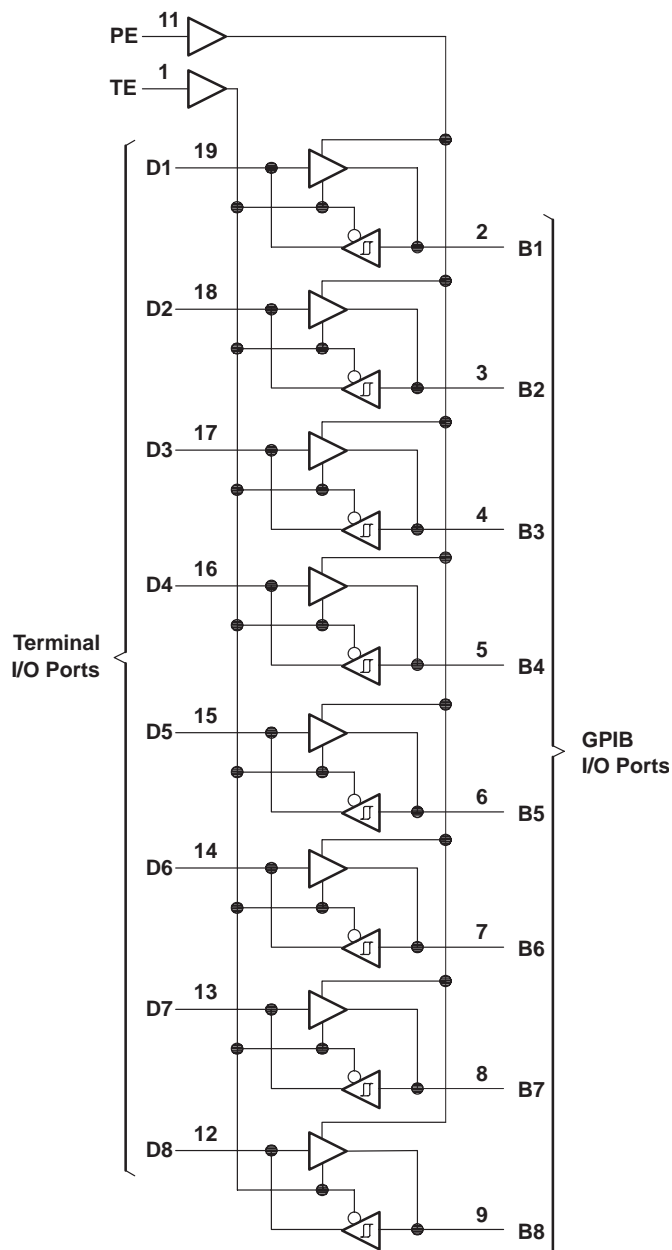 11
PE
1
TE
19
D1
2
B1
18
D2
3
B2
17
D3
4
B3
16
D4
Terminal
I/O Ports
5
B4
15
D5
GPIB
I/O Ports
6
B5
14
D6
7
B6
13
D7
8
B7
12
D8
9
B8